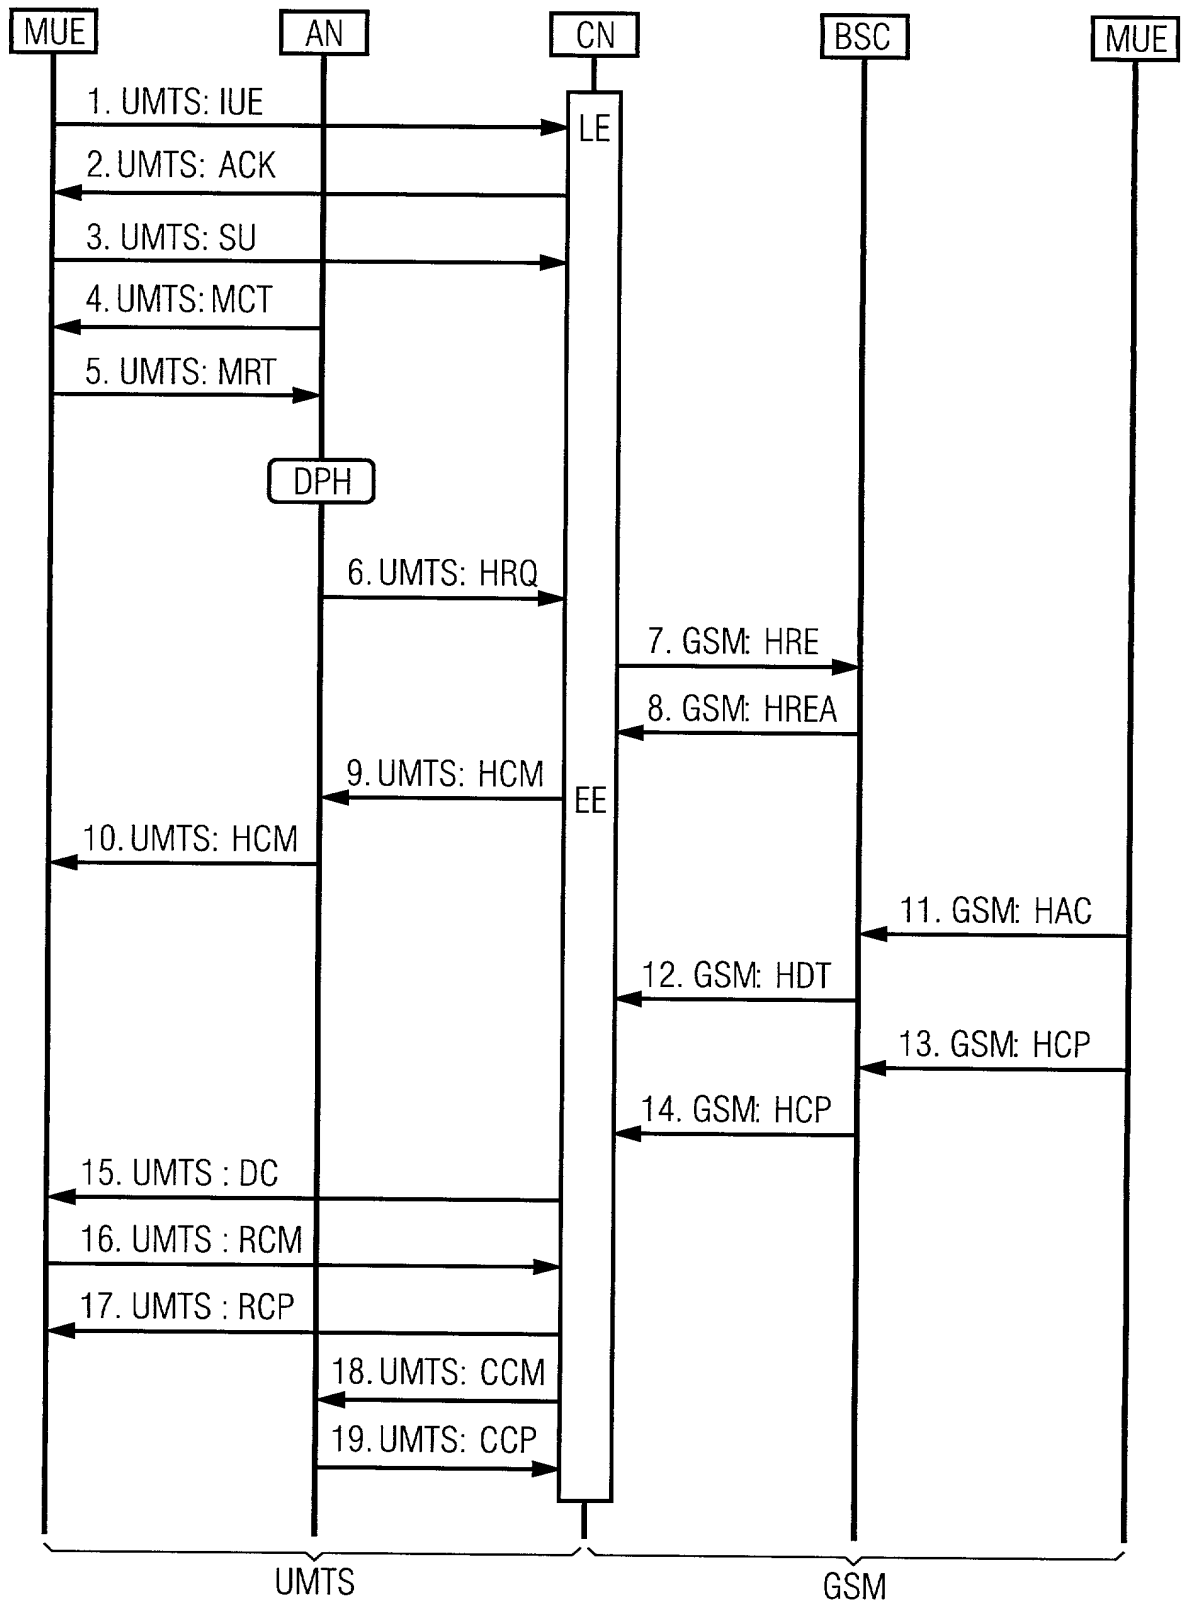 MUE AN CN BSC MUE
1. UMTS: IUE
LE
2. UMTS: ACK
3. UMTS: SU
4. UMTS: MCT
5. UMTS: MRT
DPH
6. UMTS: HRQ
7. GSM: HRE
8. GSM: HREA
9. UMTS: HCM
EE
10. UMTS: HCM
11. GSM: HAC
12. GSM: HDT
13. GSM: HCP
14. GSM: HCP
15. UMTS : DC
16. UMTS : RCM
17. UMTS : RCP
18. UMTS: CCM
19. UMTS: CCP
UMTS GSM